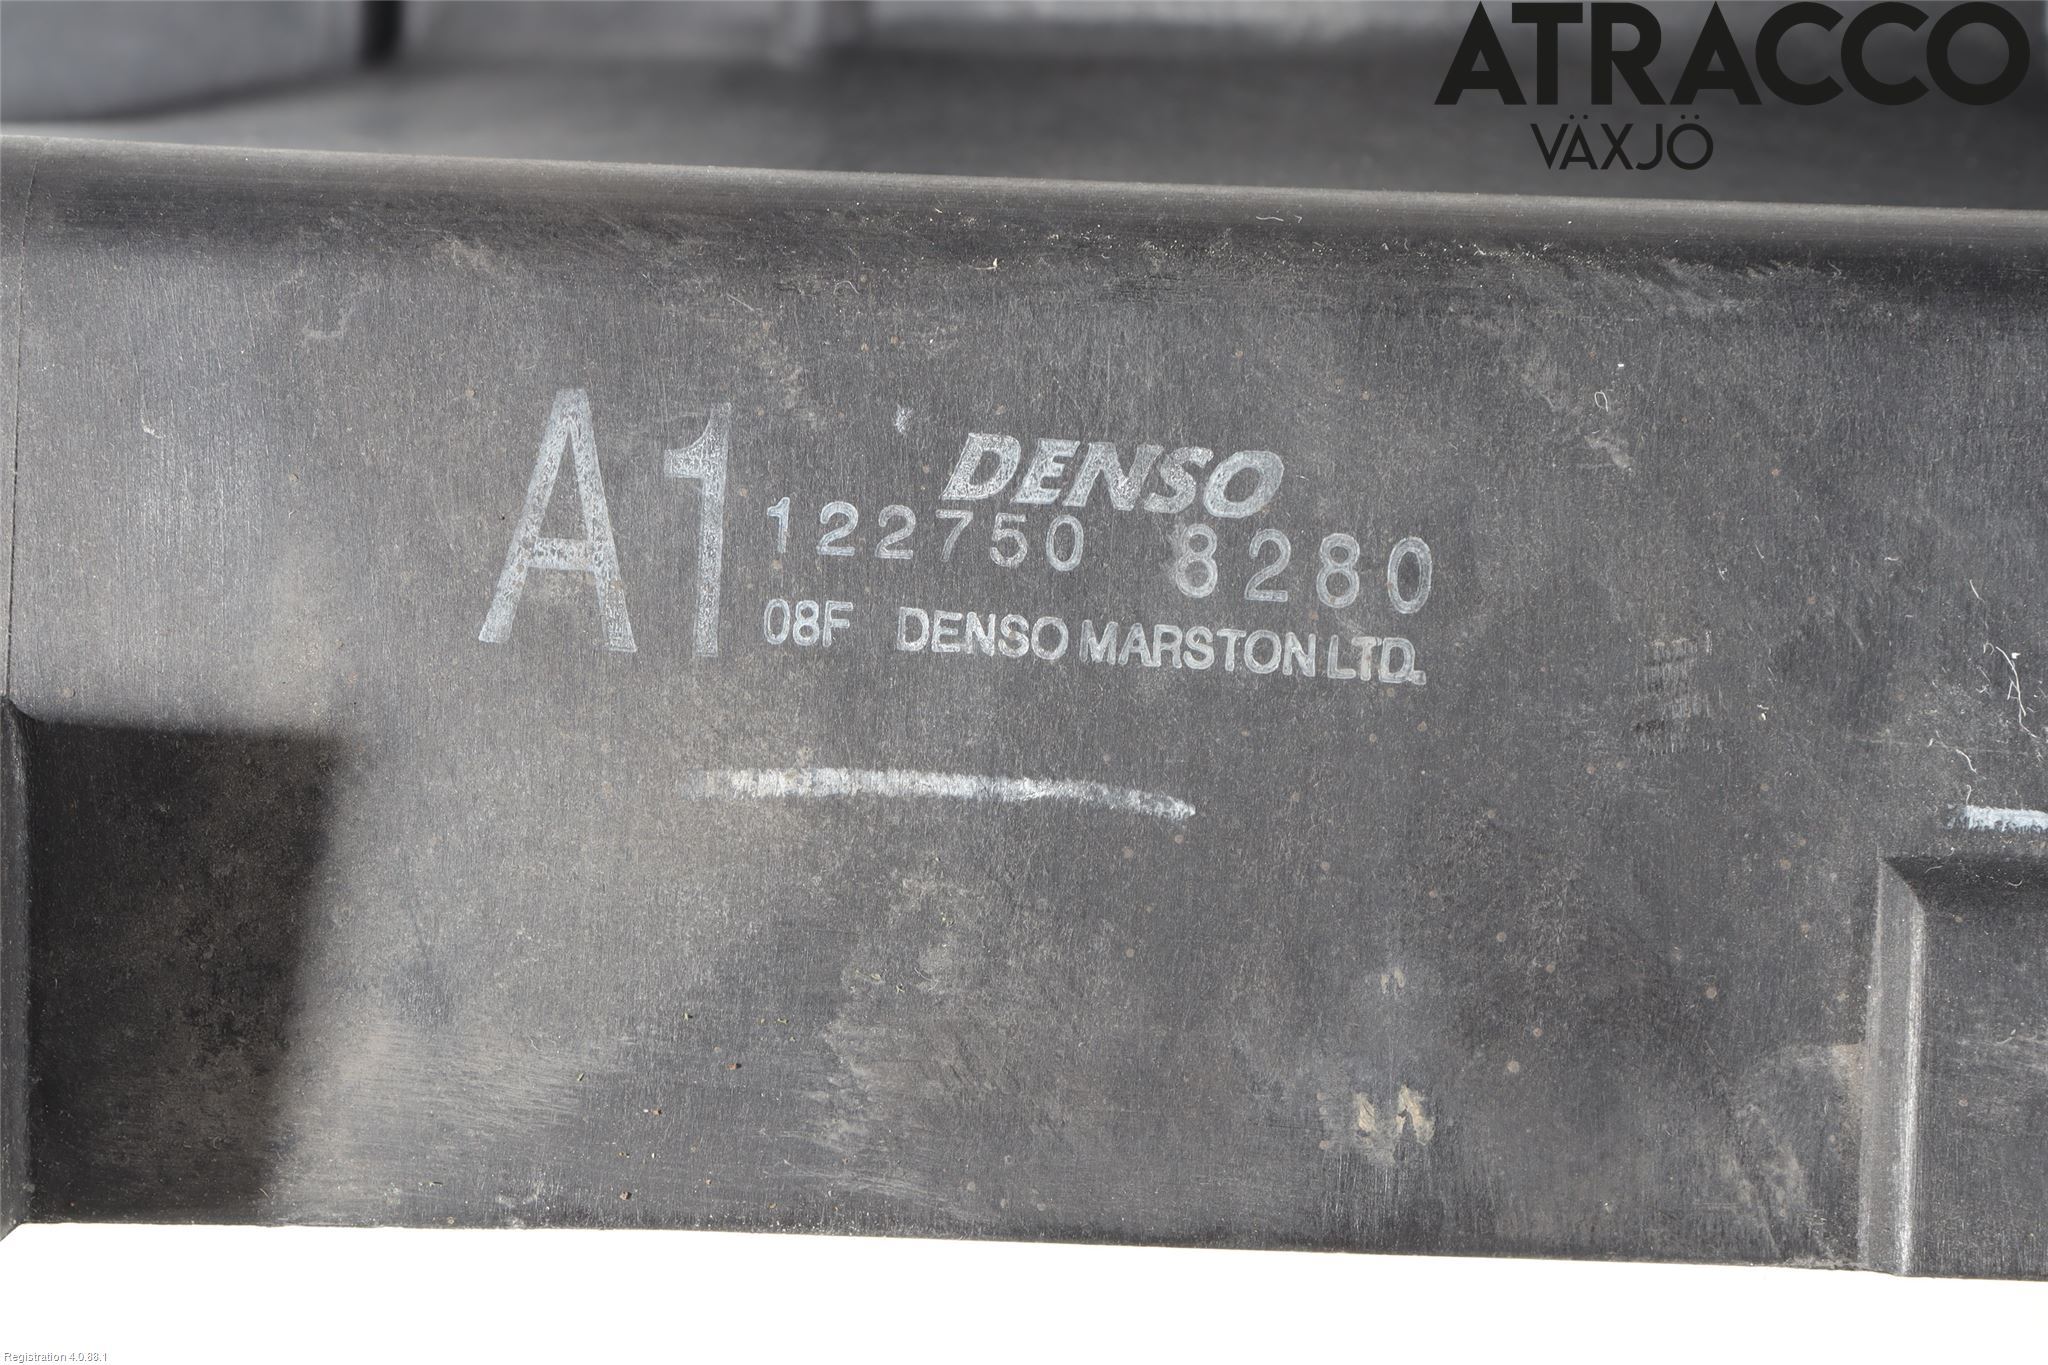 ATRACCO
VÄXJÖ
A1
DENSO
122750 8280
08F DENSO MARSTON LTD.
Registration 4.0.88.1